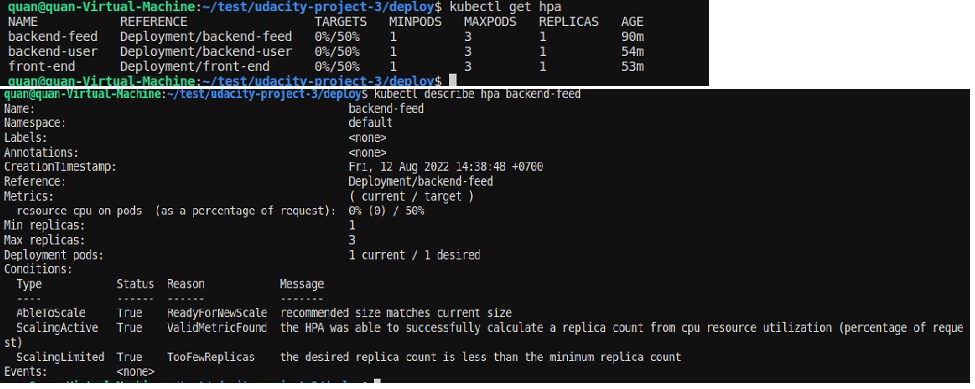 quan@quan-Virtual-Machine:~/test/udacity-project-3/deploy$ kubectl get hpa
NAME REFERENCE TARGETS MINPODS MAXPODS REPLICAS AGE
backend-feed Deployment/backend-feed 0%/50% 1 3 1 90m
backend-user Deployment/backend-user 0%/50% 1 3 1 54m
front-end Deployment/front-end 0%/50% 1 3 1 53m
quan@quan-Virtual-Machine:~/test/udacity-project-3/deploy$
quan@quan-Virtual-Machine:~/test/udacity-project-3/deploy$ kubectl describe hpa backend-feed
Name: backend-feed
Namespace: default
Labels: <none>
Annotations: <none>
CreationTimestamp: Fri, 12 Aug 2022 14:38:48 +0700
Reference: Deployment/backend-feed
Metrics: ( current / target )
resource cpu on pods (as a percentage of request): 0% (0) / 50%
Min replicas: 1
Max replicas: 3
Deployment pods: 1 current / 1 desired
Conditions:
Type Status Reason Message
---- ------ ------ -------
AbleToScale True ReadyForNewScale recommended size matches current size
ScalingActive True ValidMetricFound the HPA was able to successfully calculate a replica count from cpu resource utilization (percentage of reque
st)
ScalingLimited True TooFewReplicas the desired replica count is less than the minimum replica count
Events: <none>